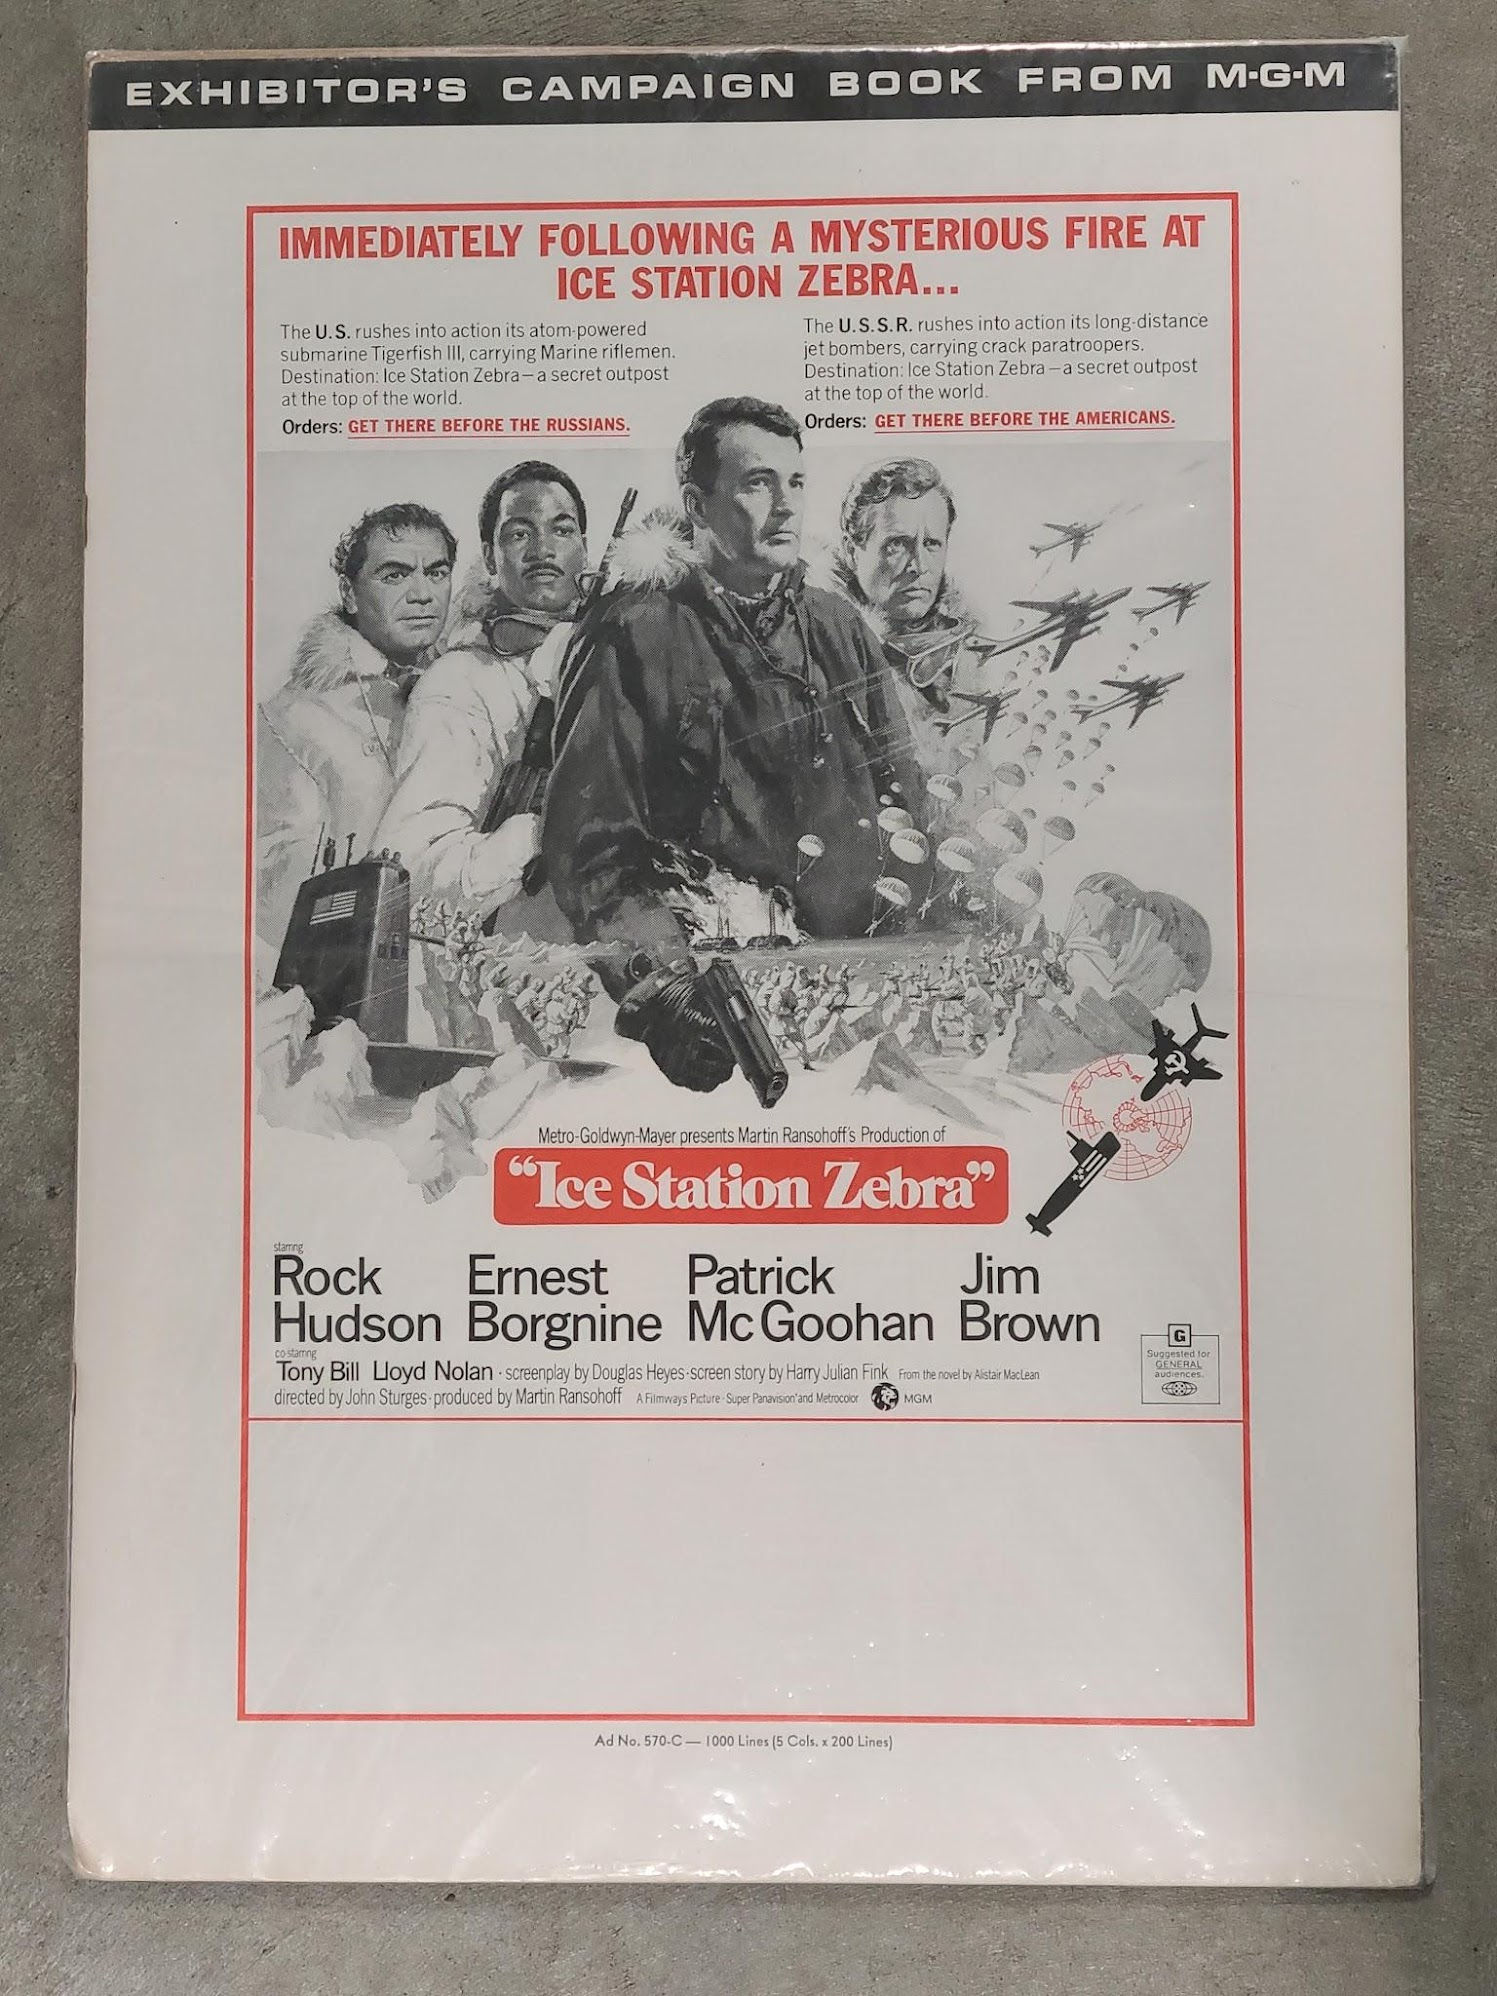 EXHIBITOR'S CAMPAIGN BOOK FROM M-G-M
IMMEDIATELY FOLLOWING A MYSTERIOUS FIRE AT
ICE STATION ZEBRA...
The U.S. rushes into action its atom-powered
submarine Tigerfish III, carrying Marine riflemen.
Destination: Ice Station Zebra—a secret outpost
at the top of the world.
Orders: GET THERE BEFORE THE RUSSIANS.
The U.S.S.R. rushes into action its long-distance
jet bombers, carrying crack paratroopers.
Destination: Ice Station Zebra—a secret outpost
at the top of the world.
Orders: GET THERE BEFORE THE AMERICANS.
Metro-Goldwyn-Mayer presents Martin Ransohoff's Production of
"Ice Station Zebra"
starring
Rock Hudson
Ernest Borgnine
Patrick McGoohan
Jim Brown
co-starring
Tony Bill Lloyd Nolan · screenplay by Douglas Heyes · screen story by Harry Julian Fink From the novel by Alistair MacLean
directed by John Sturges · produced by Martin Ransohoff A Filmways Picture · Super Panavision® and Metrocolor MGM
G
Suggested for
GENERAL
audiences.
Ad No. 570-C — 1000 Lines (5 Cols. x 200 Lines)